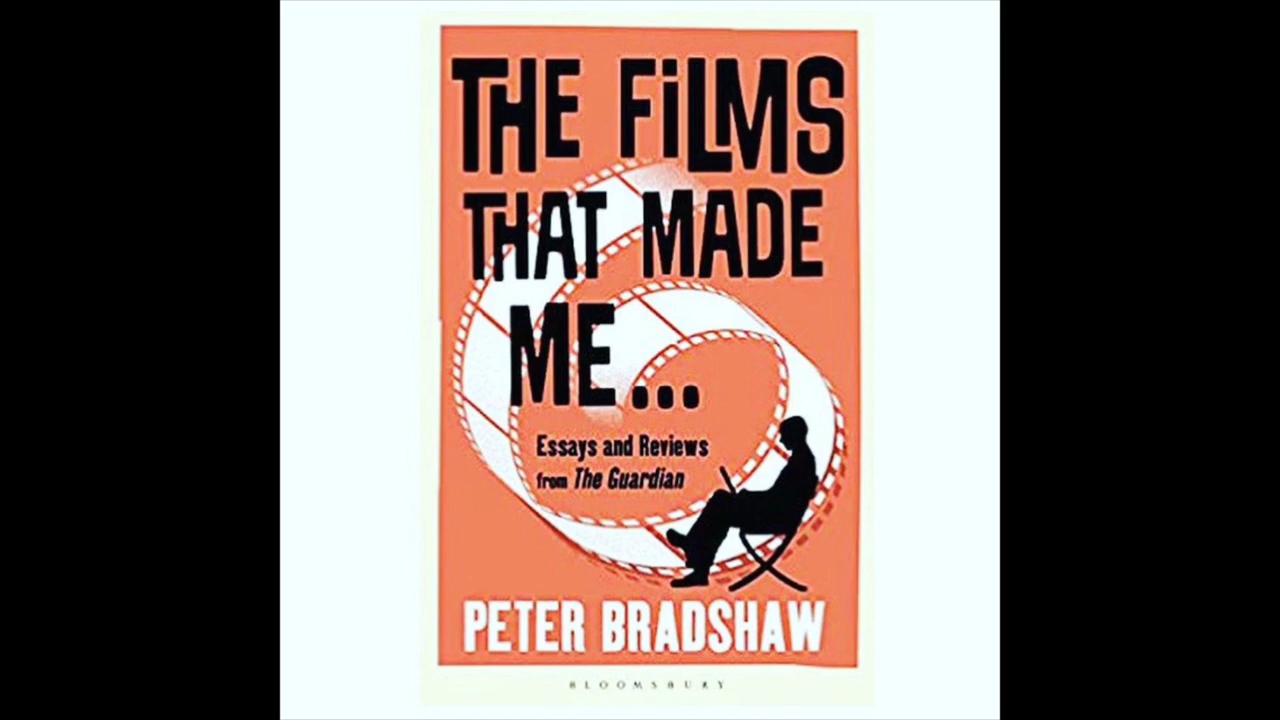 THE FiLMS
THAT MADE
ME...
Essays and Reviews
from The Guardian
PETER BRADSHAW
BLOOMSBURY